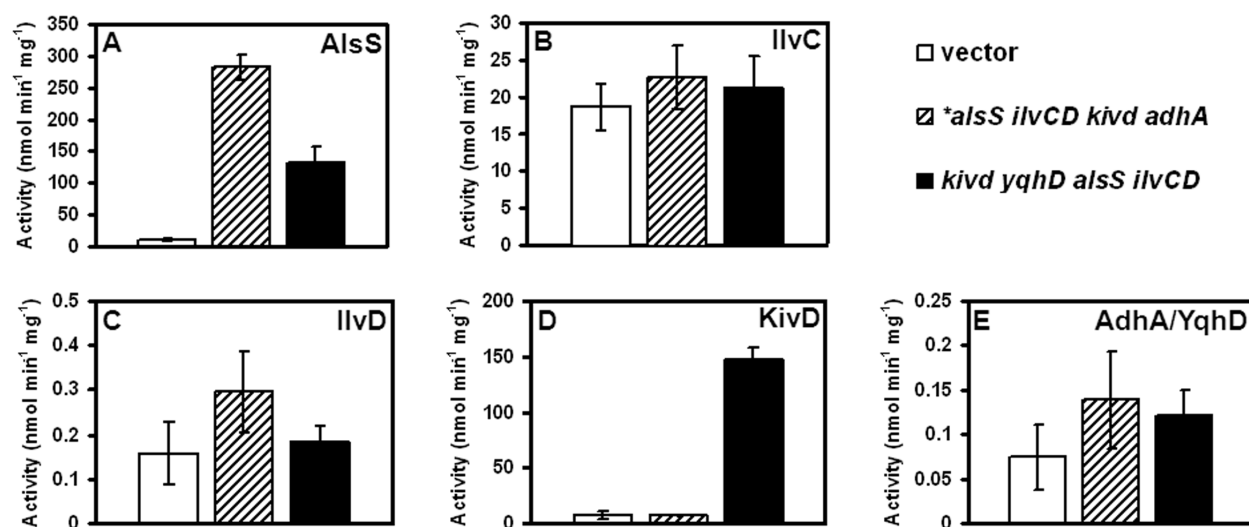 A AlsS
Activity (nmol min⁻¹ mg⁻¹)
350
300
250
200
150
100
50
0
B IlvC
Activity (nmol min⁻¹ mg⁻¹)
30
25
20
15
10
5
0
vector
*alsS ilvCD kivd adhA
kivd yqhD alsS ilvCD
C IlvD
Activity (nmol min⁻¹ mg⁻¹)
0.5
0.4
0.3
0.2
0.1
0
D KivD
Activity (nmol min⁻¹ mg⁻¹)
200
150
100
50
0
E AdhA/YqhD
Activity (nmol min⁻¹ mg⁻¹)
0.25
0.2
0.15
0.1
0.05
0